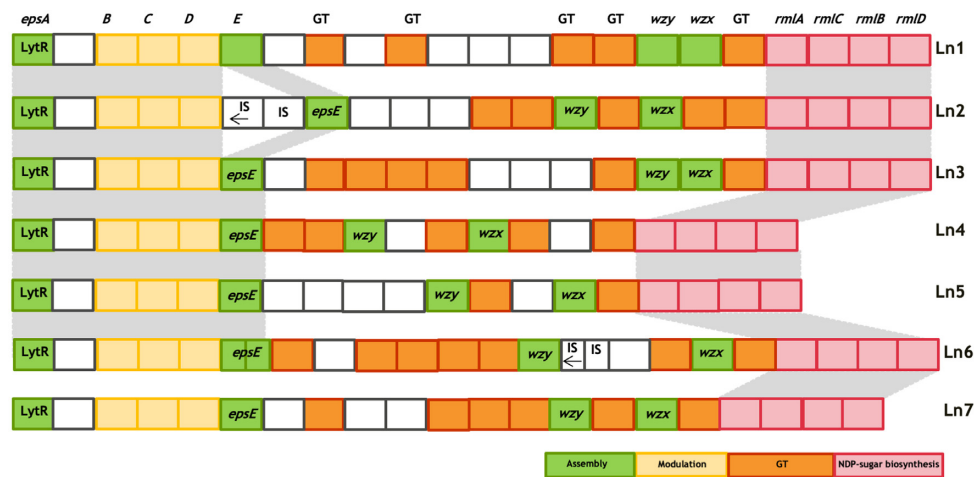 epsA B C D E GT GT GT GT wzy wzx GT rmlA rmlC rmlB rmlD
LytR Ln1
LytR IS IS epsE wzy wzx Ln2
LytR epsE wzy wzx Ln3
LytR epsE wzy wzx Ln4
LytR epsE wzy wzx Ln5
LytR epsE wzy IS IS wzx Ln6
LytR epsE wzy wzx Ln7
Assembly Modulation GT NDP-sugar biosynthesis